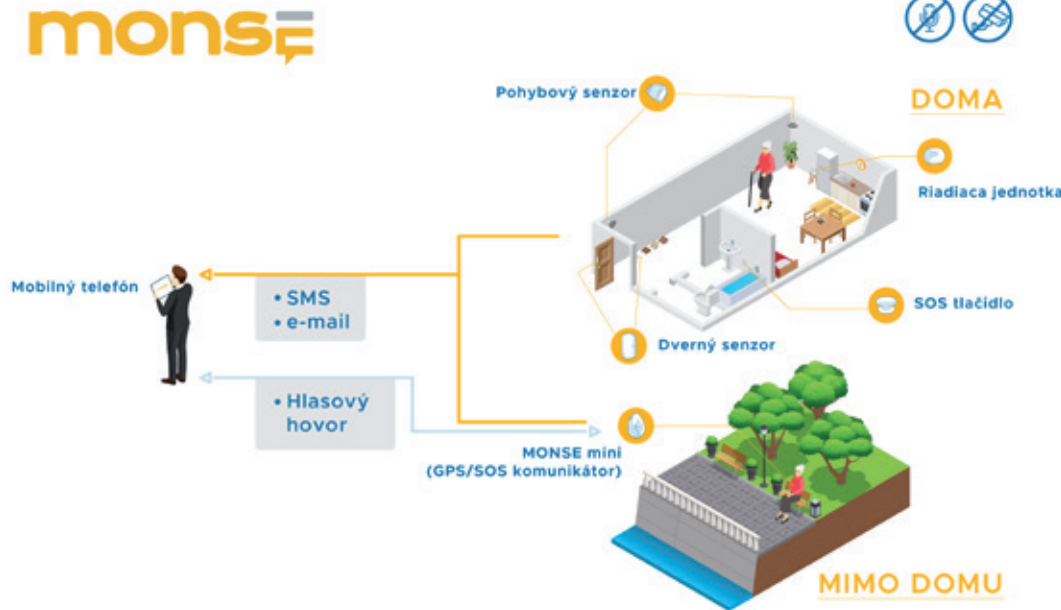 monse
Pohybový senzor
DOMA
Riadiaca jednotka
Mobilný telefón
• SMS
• e-mail
SOS tlačidlo
Dverný senzor
• Hlasový
hovor
MONSE mini
(GPS/SOS komunikátor)
MIMO DOMU